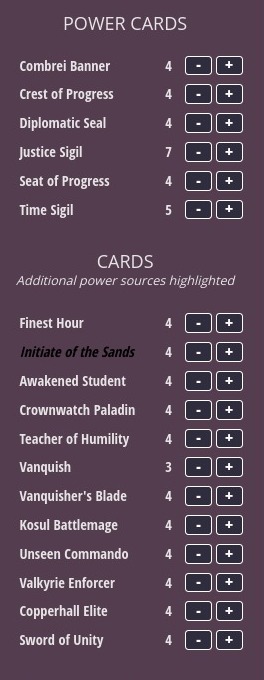 POWER CARDS
Combrei Banner 4 - +
Crest of Progress 4 - +
Diplomatic Seal 4 - +
Justice Sigil 7 - +
Seat of Progress 4 - +
Time Sigil 5 - +
CARDS
Additional power sources highlighted
Finest Hour 4 - +
Initiate of the Sands 4 - +
Awakened Student 4 - +
Crownwatch Paladin 4 - +
Teacher of Humility 4 - +
Vanquish 3 - +
Vanquisher's Blade 4 - +
Kosul Battlemage 4 - +
Unseen Commando 4 - +
Valkyrie Enforcer 4 - +
Copperhall Elite 4 - +
Sword of Unity 4 - +